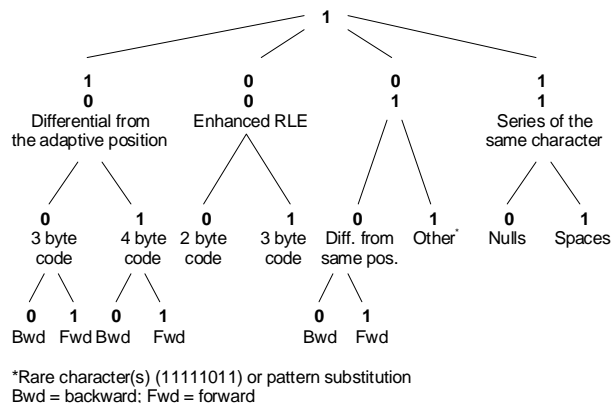 1
1 0 0 1
0 0 1 1
Differential from Enhanced RLE Series of the
the adaptive position same character
0 1 0 1 0 1 0 1
3 byte 4 byte 2 byte 3 byte Diff. from Other* Nulls Spaces
code code code code same pos.
0 1 0 1 0 1
Bwd Fwd Bwd Fwd Bwd Fwd
*Rare character(s) (11111011) or pattern substitution
Bwd = backward; Fwd = forward